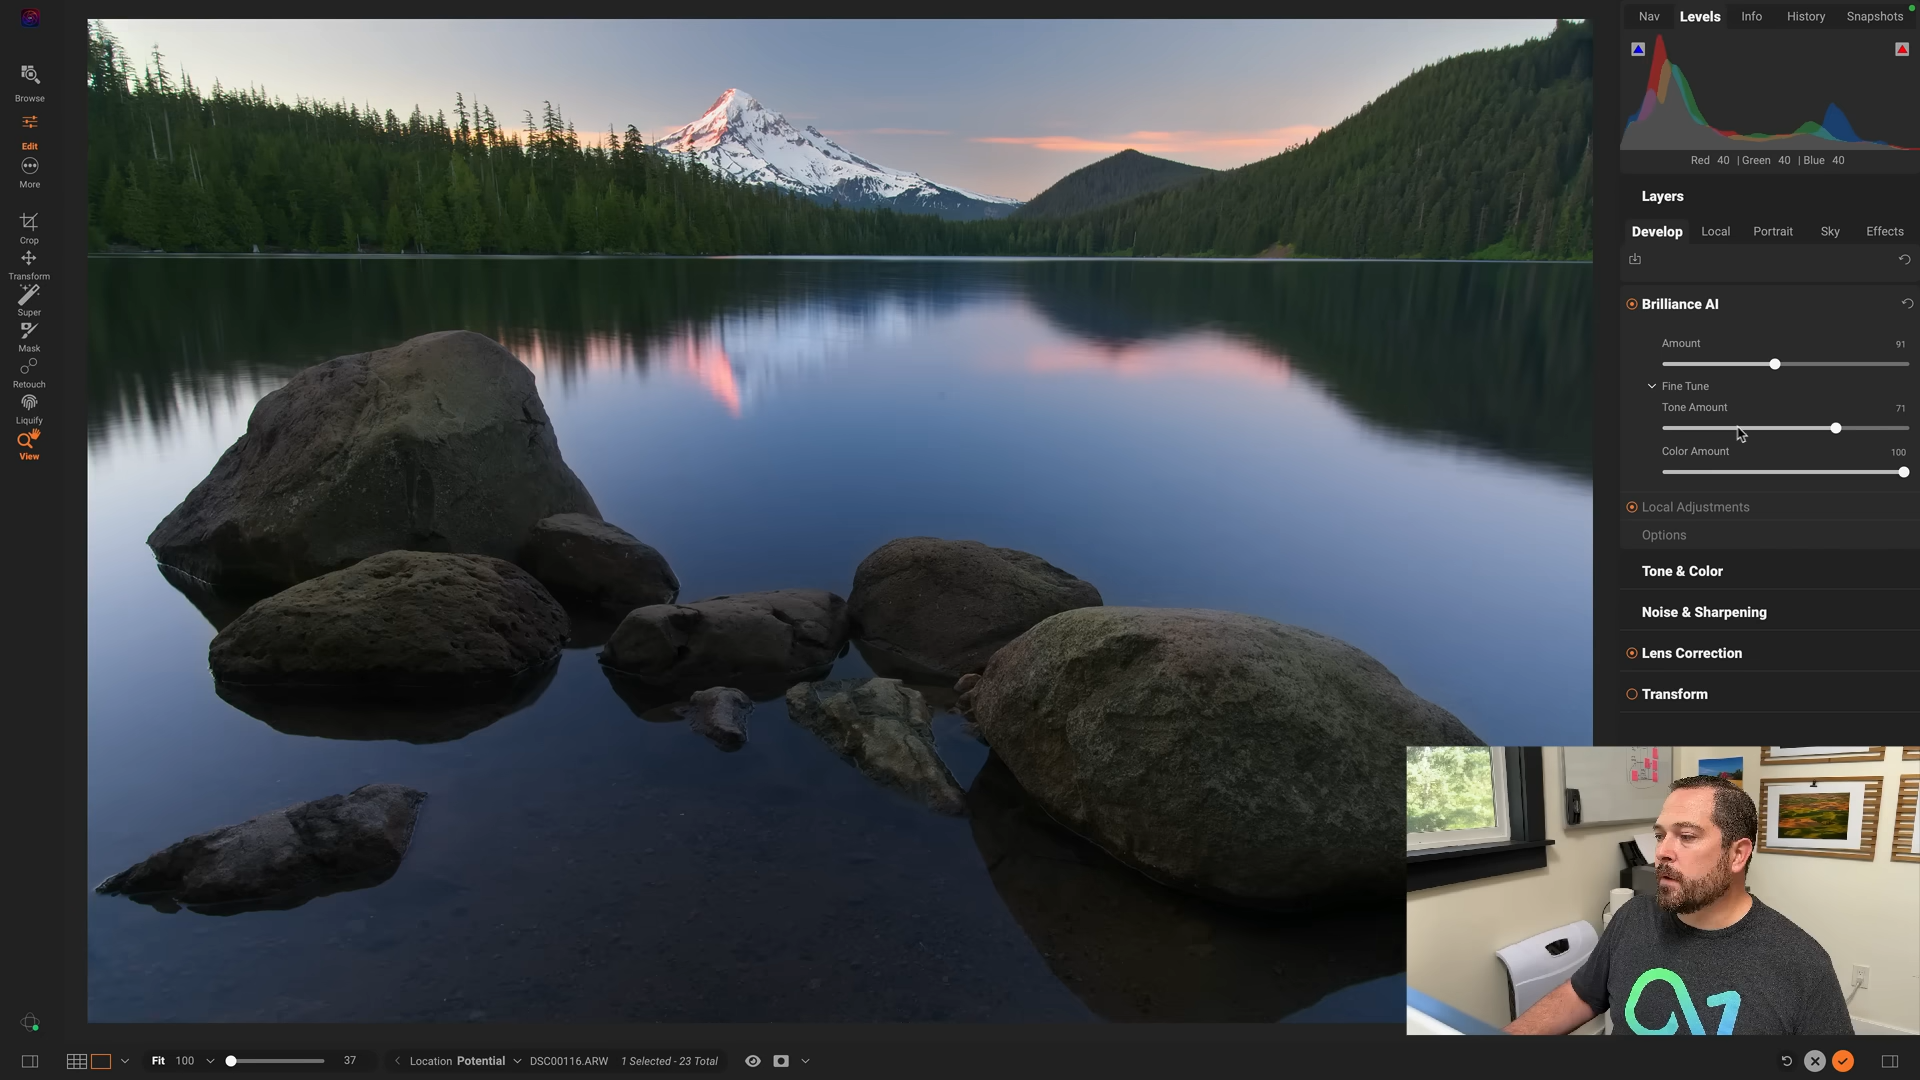 Nav Levels Info History Snapshots
Red 40 | Green 40 | Blue 40
Layers
Develop Local Portrait Sky Effects
Brilliance AI
Amount 91
Fine Tune
Tone Amount 71
Color Amount 100
Local Adjustments
Options
Tone & Color
Noise & Sharpening
Lens Correction
Transform
Browse
Edit
More
Crop
Transform
Super
Mask
Retouch
Liquify
View
Fit 100 37 Location Potential DSC00116.ARW 1 Selected - 23 Total